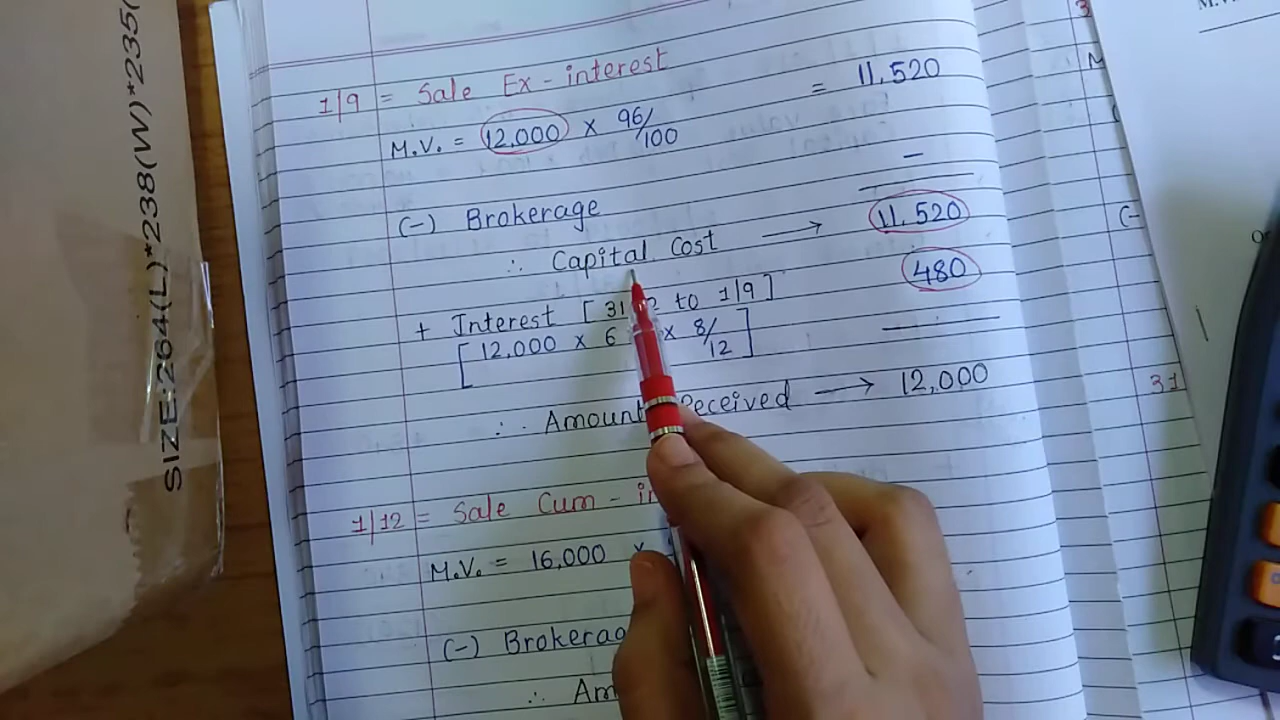 SIZE:264(L)*238(W)*235(
1/9 = Sale Ex - interest
M.V. = 12,000 x 96/100 = 11,520
(-) Brokerage —
∴ Capital Cost → 11,520
+ Interest [ 31 to 1/9 ] 480
[ 12,000 x 6 x 8/12 ]
∴ Amount Received → 12,000
1/12 = Sale Cum -
M.V. = 16,000 x
(-)
∴
31